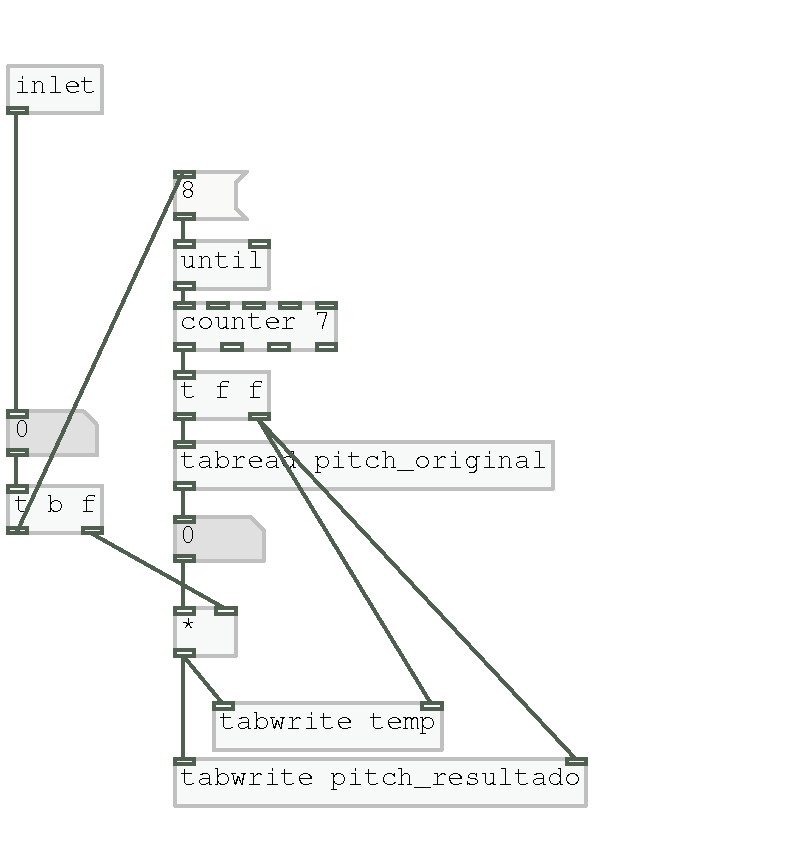 inlet
8
until
counter 7
t f f
0
tabread pitch_original
t b f
0
*
tabwrite temp
tabwrite pitch_resultado